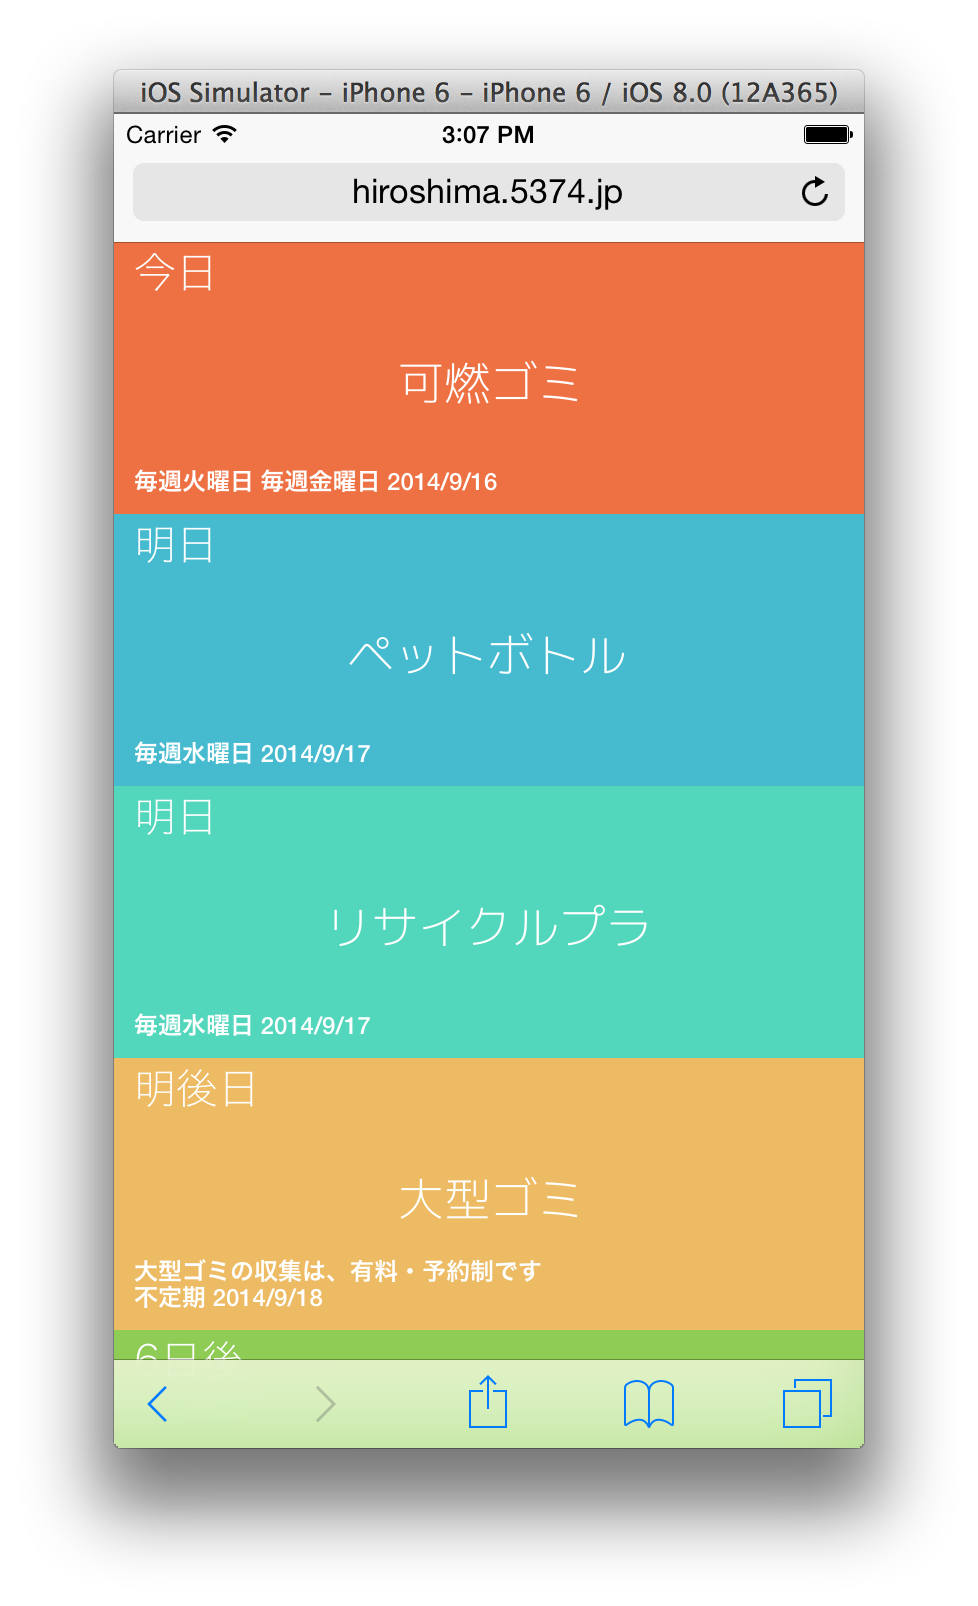 iOS Simulator – iPhone 6 – iPhone 6 / iOS 8.0 (12A365)
Carrier 3:07 PM
hiroshima.5374.jp
今日
可燃ゴミ
毎週火曜日 毎週金曜日 2014/9/16
明日
ペットボトル
毎週水曜日 2014/9/17
明日
リサイクルプラ
毎週水曜日 2014/9/17
明後日
大型ゴミ
大型ゴミの収集は、有料・予約制です
不定期 2014/9/18
6日後